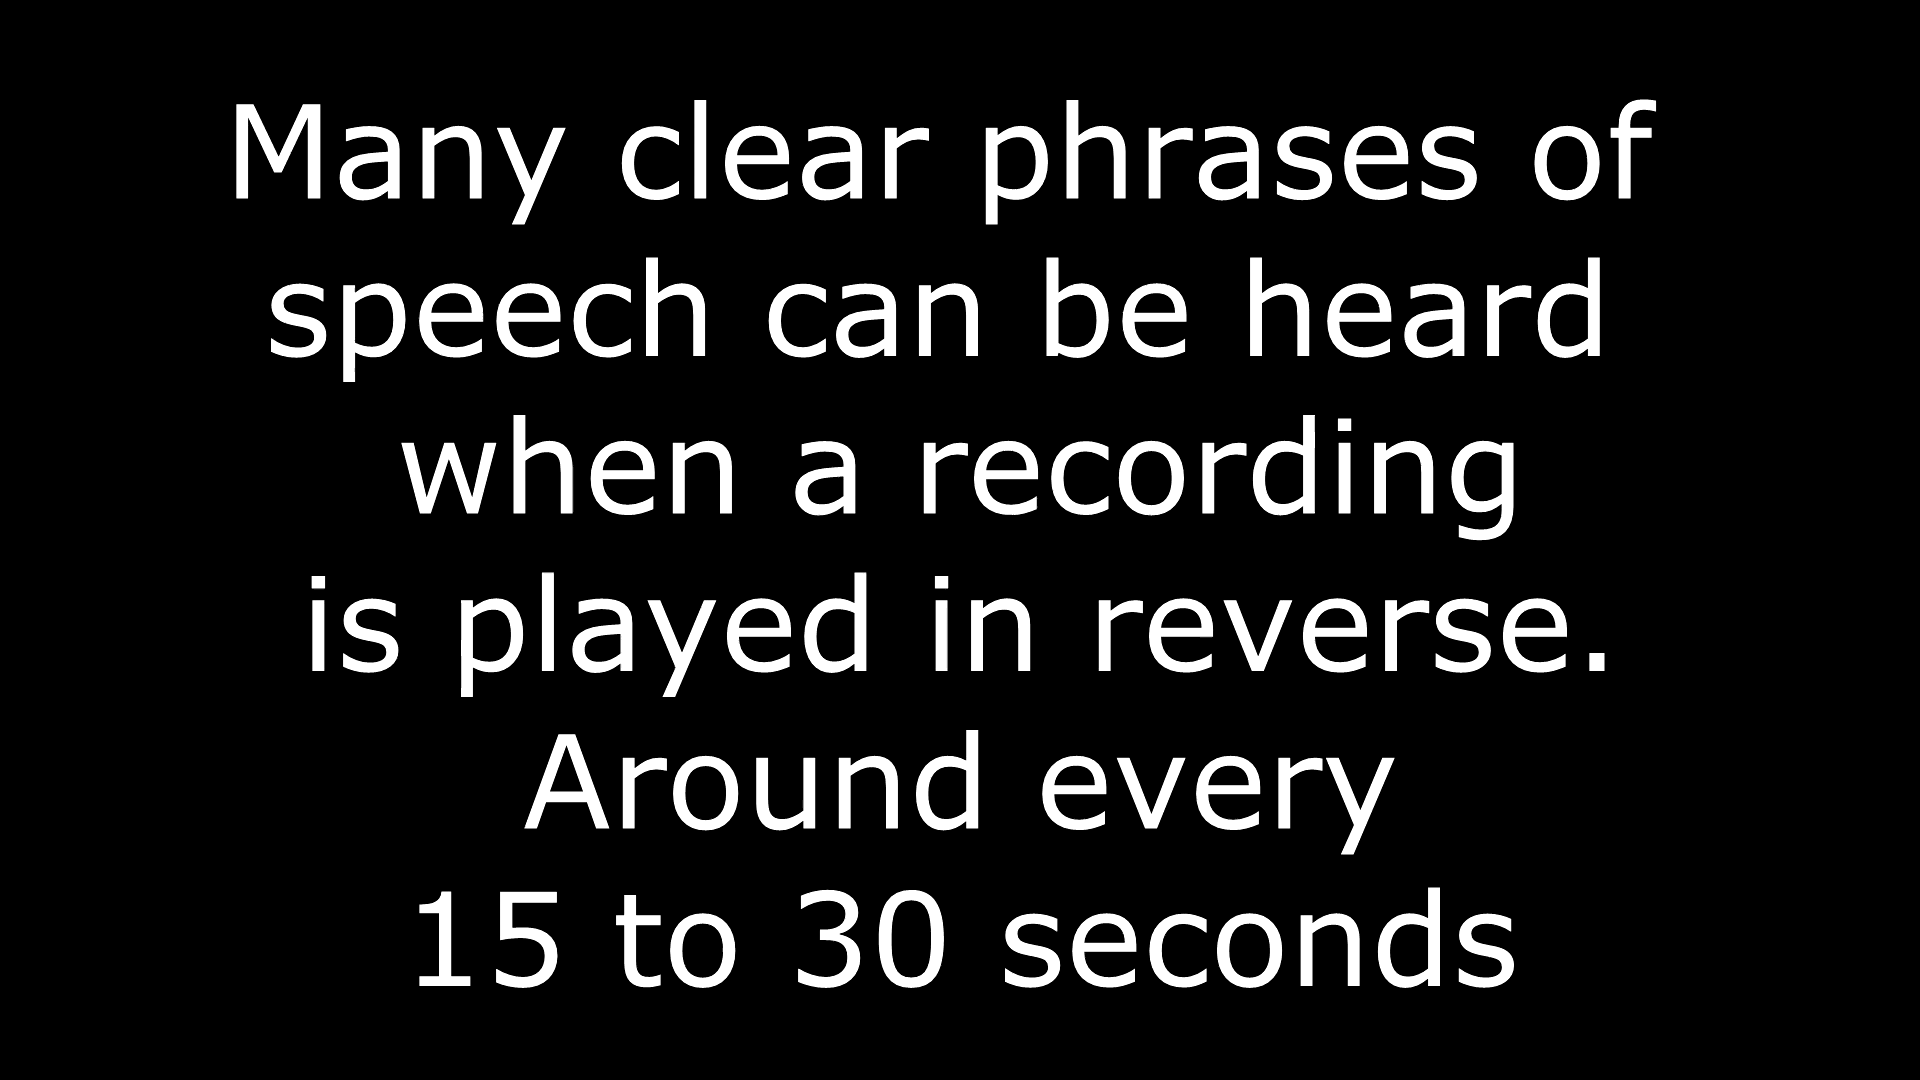 Many clear phrases of
speech can be heard
when a recording
is played in reverse.
Around every
15 to 30 seconds